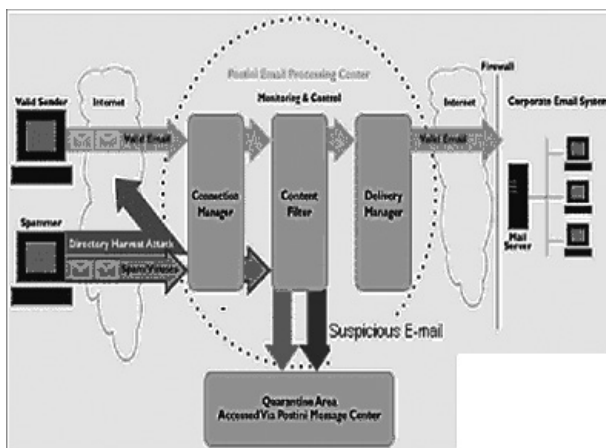 Postini Email Processing Center
Monitoring & Control
Valid Sender
Internet
Valid Email
Connection
Manager
Content
Filter
Delivery
Manager
Valid Email
Internet
Firewall
Corporate Email System
Mail
Server
Spammer
Directory Harvest Attack
Spam/Viruses
Suspicious E-mail
Quarantine Area
Accessed Via Postini Message Center